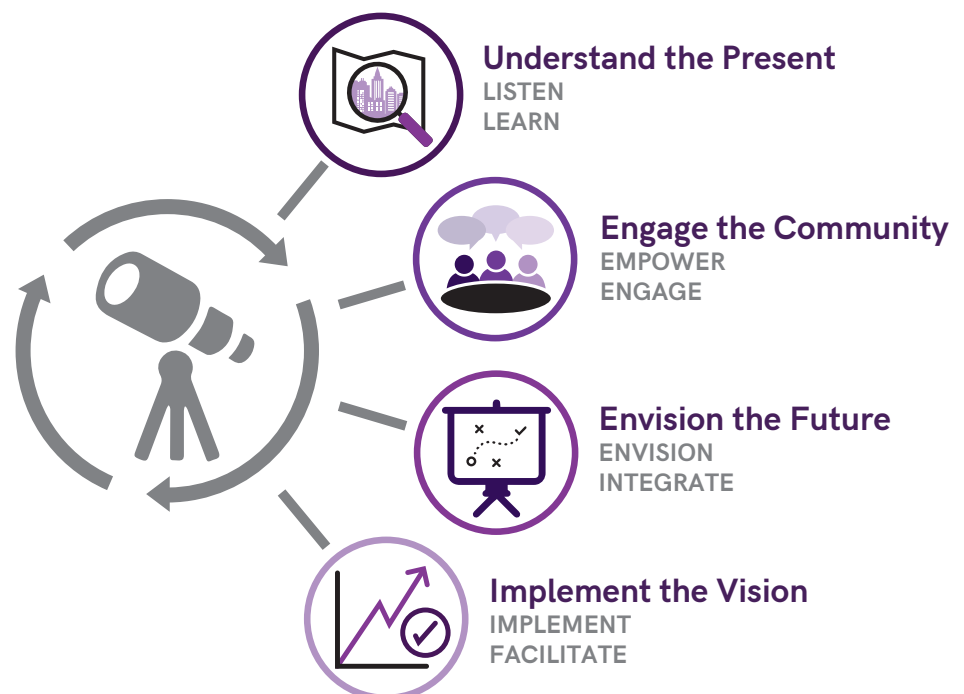 Understand the Present
LISTEN
LEARN
Engage the Community
EMPOWER
ENGAGE
Envision the Future
ENVISION
INTEGRATE
Implement the Vision
IMPLEMENT
FACILITATE